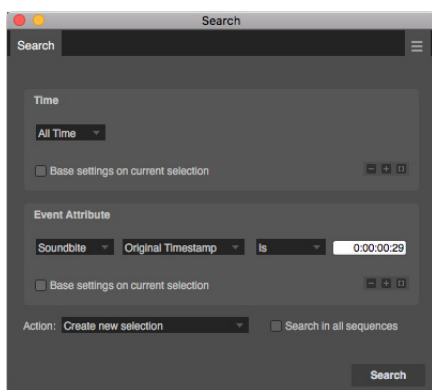 Search
Search
Time
All Time
Base settings on current selection
Event Attribute
Soundbite Original Timestamp Is 0:00:00:29
Base settings on current selection
Action: Create new selection Search in all sequences
Search